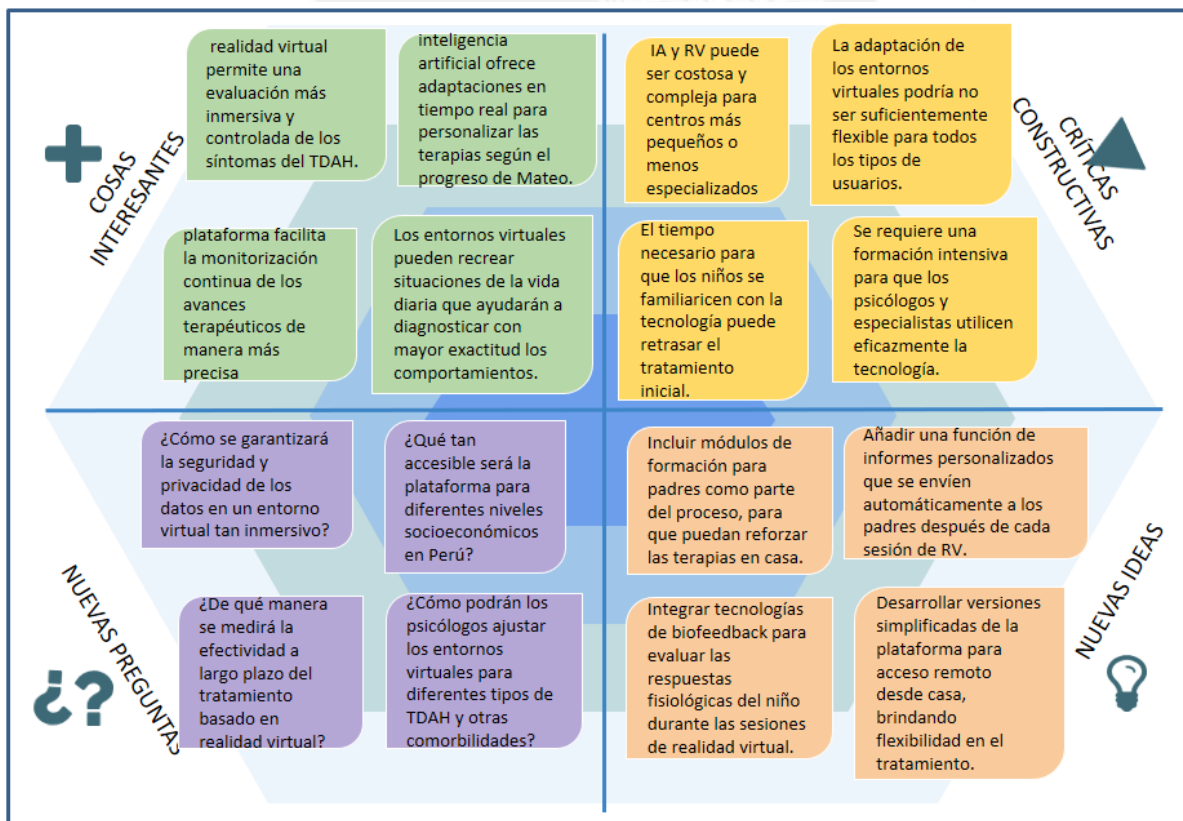 COSAS
INTERESANTES
realidad virtual
permite una
evaluación más
inmersiva y
controlada de los
síntomas del TDAH.
inteligencia
artificial ofrece
adaptaciones en
tiempo real para
personalizar las
terapias según el
progreso de Mateo.
plataforma facilita
la monitorización
continua de los
avances
terapéuticos de
manera más
precisa
Los entornos virtuales
pueden recrear
situaciones de la vida
diaria que ayudarán a
diagnosticar con
mayor exactitud los
comportamientos.
CRÍTICAS
CONSTRUCTIVAS
IA y RV puede
ser costosa y
compleja para
centros más
pequeños o
menos
especializados
La adaptación de
los entornos
virtuales podría no
ser suficientemente
flexible para todos
los tipos de
usuarios.
El tiempo
necesario para
que los niños se
familiaricen con la
tecnología puede
retrasar el
tratamiento
inicial.
Se requiere una
formación intensiva
para que los
psicólogos y
especialistas utilicen
eficazmente la
tecnología.
NUEVAS PREGUNTAS
¿?
¿Cómo se garantizará
la seguridad y
privacidad de los
datos en un entorno
virtual tan inmersivo?
¿Qué tan
accesible será la
plataforma para
diferentes niveles
socioeconómicos
en Perú?
¿De qué manera
se medirá la
efectividad a
largo plazo del
tratamiento
basado en
realidad virtual?
¿Cómo podrán los
psicólogos ajustar
los entornos
virtuales para
diferentes tipos de
TDAH y otras
comorbilidades?
NUEVAS IDEAS
Incluir módulos de
formación para
padres como parte
del proceso, para
que puedan reforzar
las terapias en casa.
Añadir una función de
informes personalizados
que se envíen
automáticamente a los
padres después de cada
sesión de RV.
Integrar tecnologías
de biofeedback para
evaluar las
respuestas
fisiológicas del niño
durante las sesiones
de realidad virtual.
Desarrollar versiones
simplificadas de la
plataforma para
acceso remoto
desde casa,
brindando
flexibilidad en el
tratamiento.